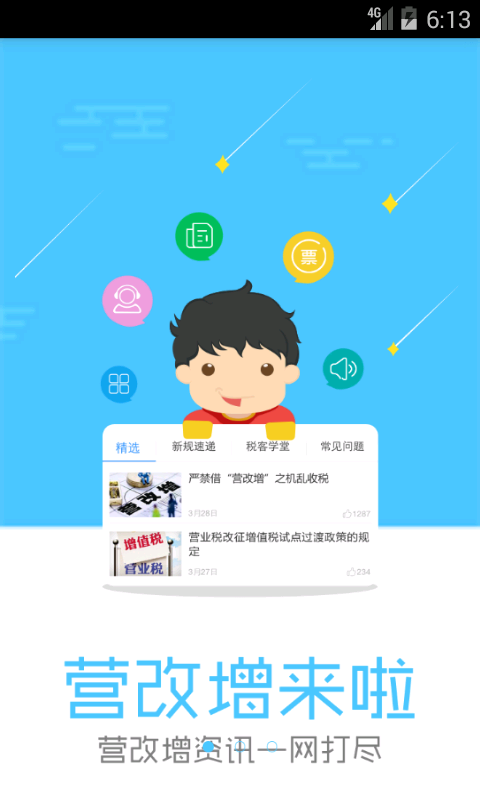 4G 6:13
票
精选 新规速递 税客学堂 常见问题
严禁借“营改增”之机乱收税
营改增
3月28日 1287
营业税改征增值税试点过渡政策的规
定
增值税
营业税
3月27日 234
营改增来啦
营改增资讯一网打尽